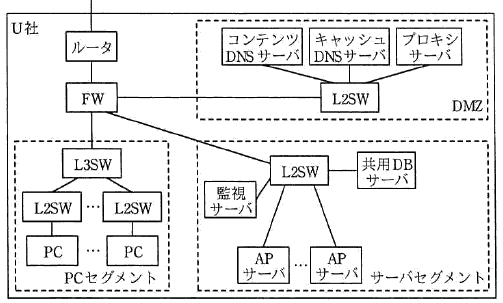 U社
ルータ
FW
コンテンツ
DNSサーバ
キャッシュ
DNSサーバ
プロキシ
サーバ
L2SW
DMZ
L3SW
L2SW
…
L2SW
PC
…
PC
PCセグメント
L2SW
共用DB
サーバ
監視
サーバ
AP
サーバ
…
AP
サーバ
サーバセグメント